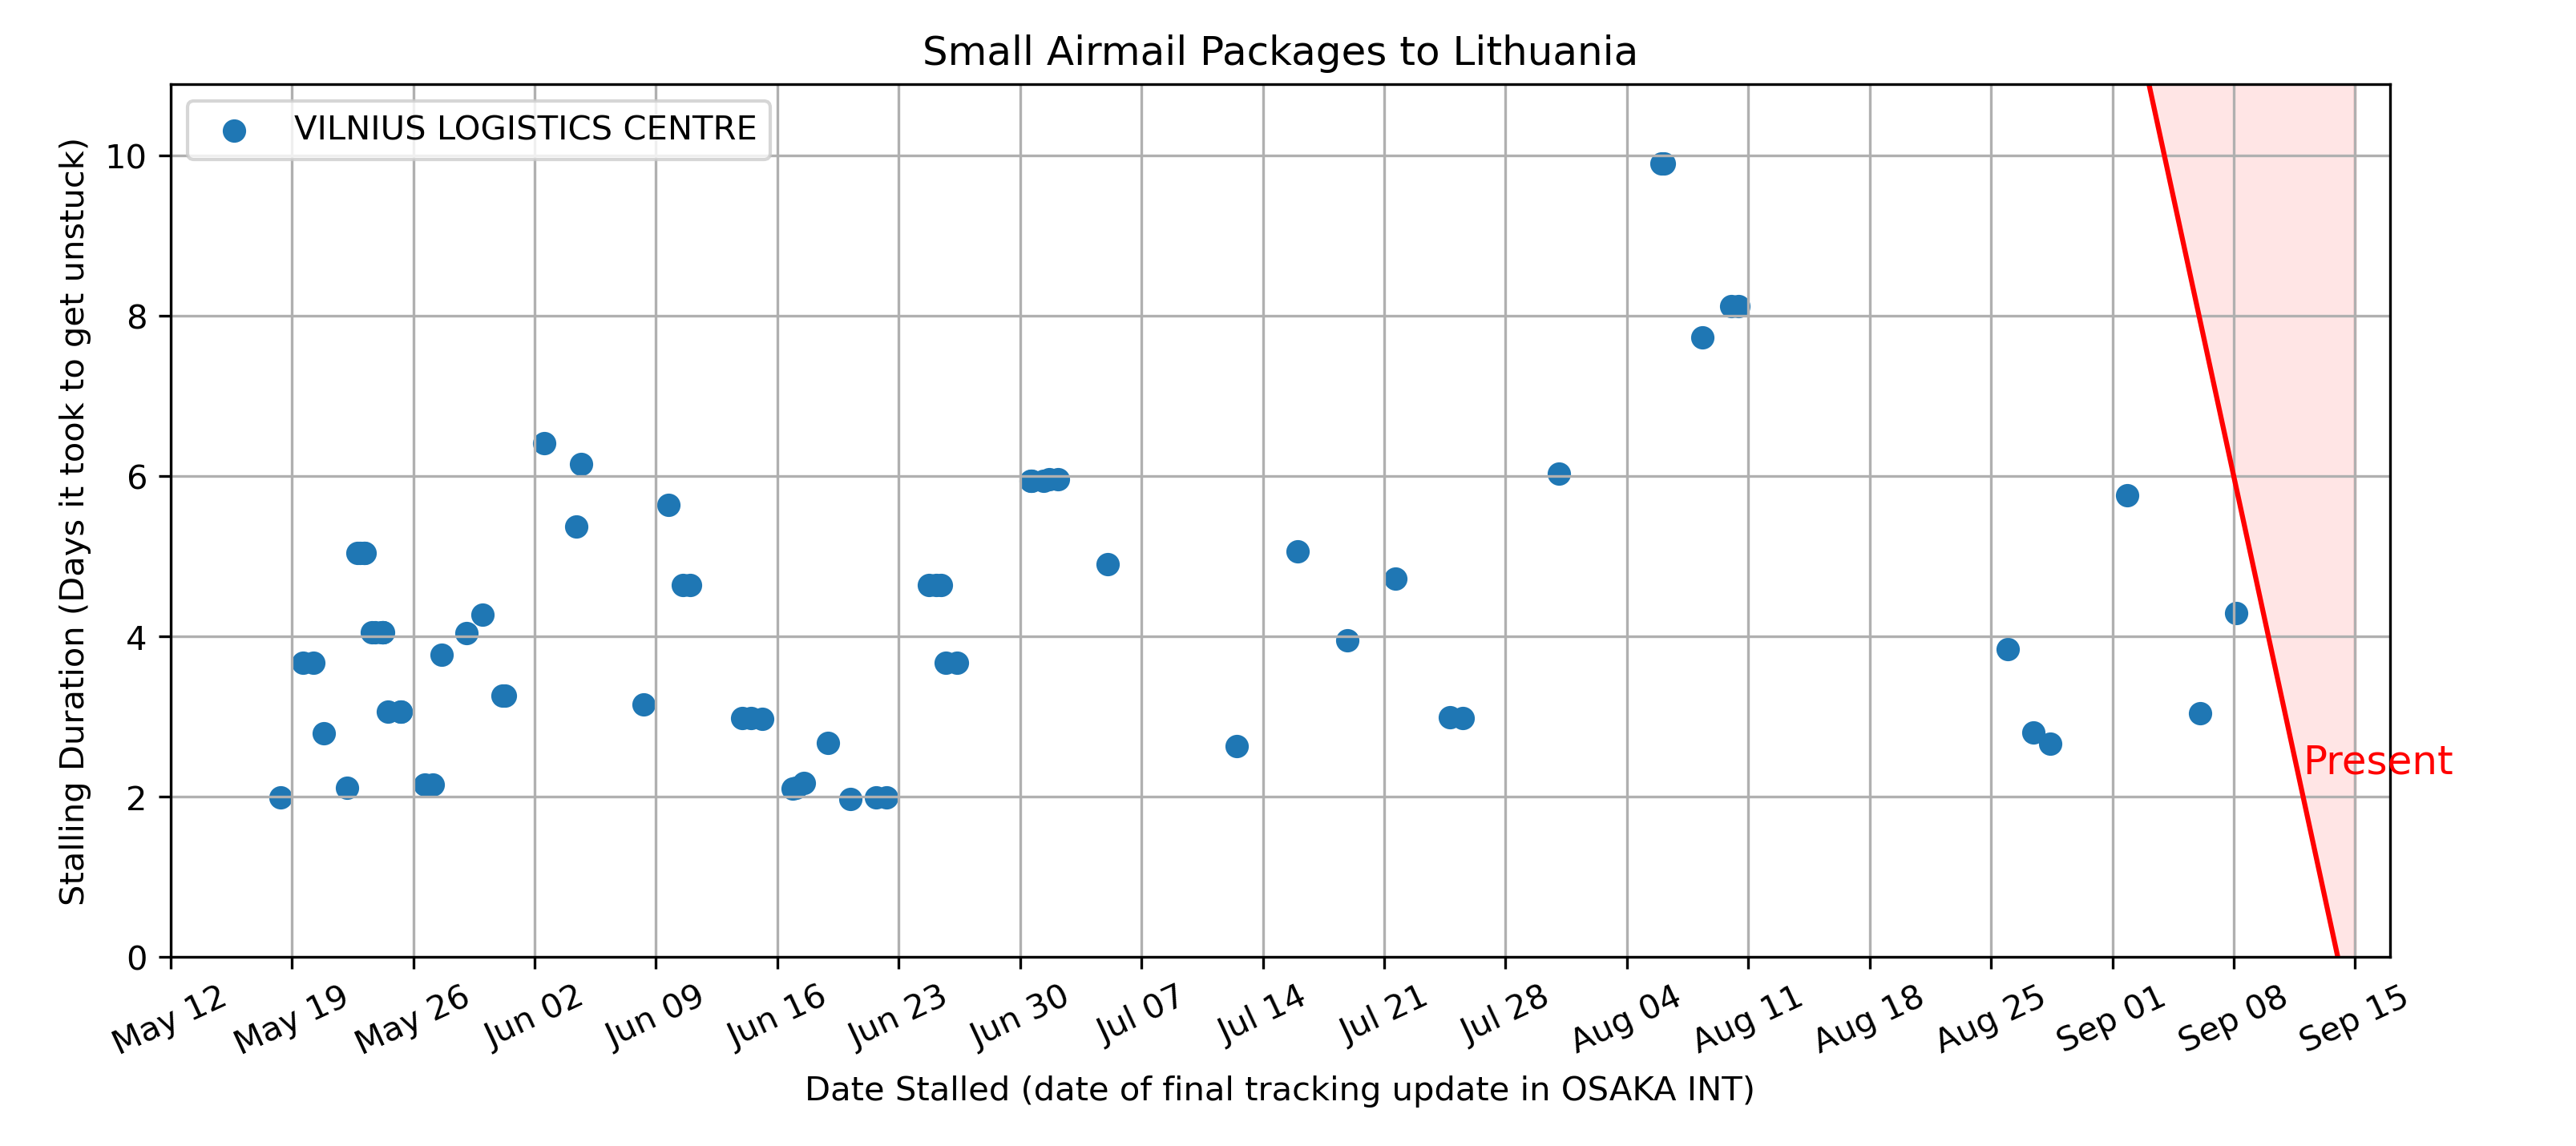 Small Airmail Packages to Lithuania
VILNIUS LOGISTICS CENTRE
Stalling Duration (Days it took to get unstuck)
10
8
6
4
2
0
Present
May 12
May 19
May 26
Jun 02
Jun 09
Jun 16
Jun 23
Jun 30
Jul 07
Jul 14
Jul 21
Jul 28
Aug 04
Aug 11
Aug 18
Aug 25
Sep 01
Sep 08
Sep 15
Date Stalled (date of final tracking update in OSAKA INT)